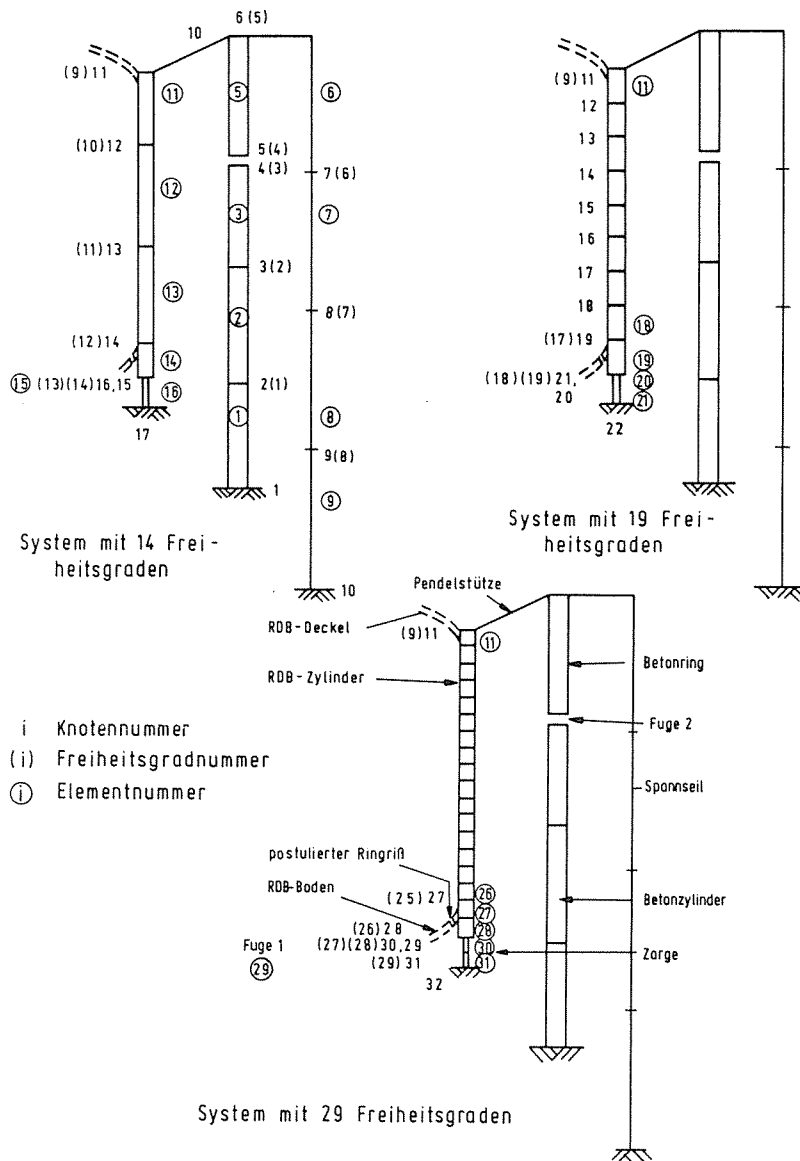 6 (5)
10
(9) 11
⑪
⑤
⑥
(10) 12
5 (4)
4 (3)
7 (6)
⑫
③
⑦
(11) 13
3 (2)
⑬
②
8 (7)
(12) 14
⑭
⑮ (13)(14) 16, 15
⑯
2 (1)
①
⑧
17
9 (8)
1
⑨
10
System mit 14 Frei-
heitsgraden
(9) 11
⑪
12
13
14
15
16
17
18
⑱
(17) 19
⑲
(18)(19) 21,
20
⑳
㉑
22
System mit 19 Frei-
heitsgraden
Pendelstütze
RDB-Deckel
(9) 11
⑪
RDB-Zylinder
Betonring
Fuge 2
Spannseil
i Knotennummer
(i) Freiheitsgradnummer
ⓙ Elementnummer
postulierter Ringriß
RDB-Boden
(25) 27
㉖
㉗
Betonzylinder
(26) 28
㉘
Fuge 1
(27)(28) 30, 29
㉚
Zarge
㉙
(29) 31
㉛
32
System mit 29 Freiheitsgraden